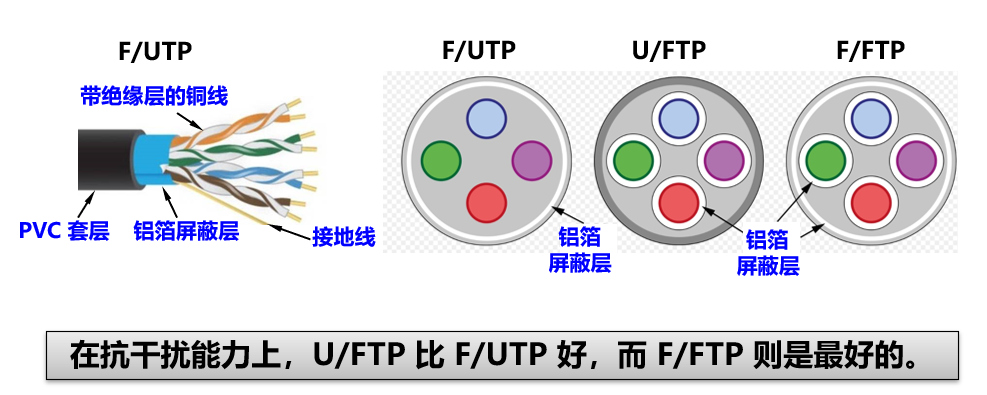 F/UTP
F/UTP
U/FTP
F/FTP
带绝缘层的铜线
PVC 套层
铝箔屏蔽层
接地线
铝箔
屏蔽层
铝箔
屏蔽层
在抗干扰能力上，U/FTP 比 F/UTP 好，而 F/FTP 则是最好的。